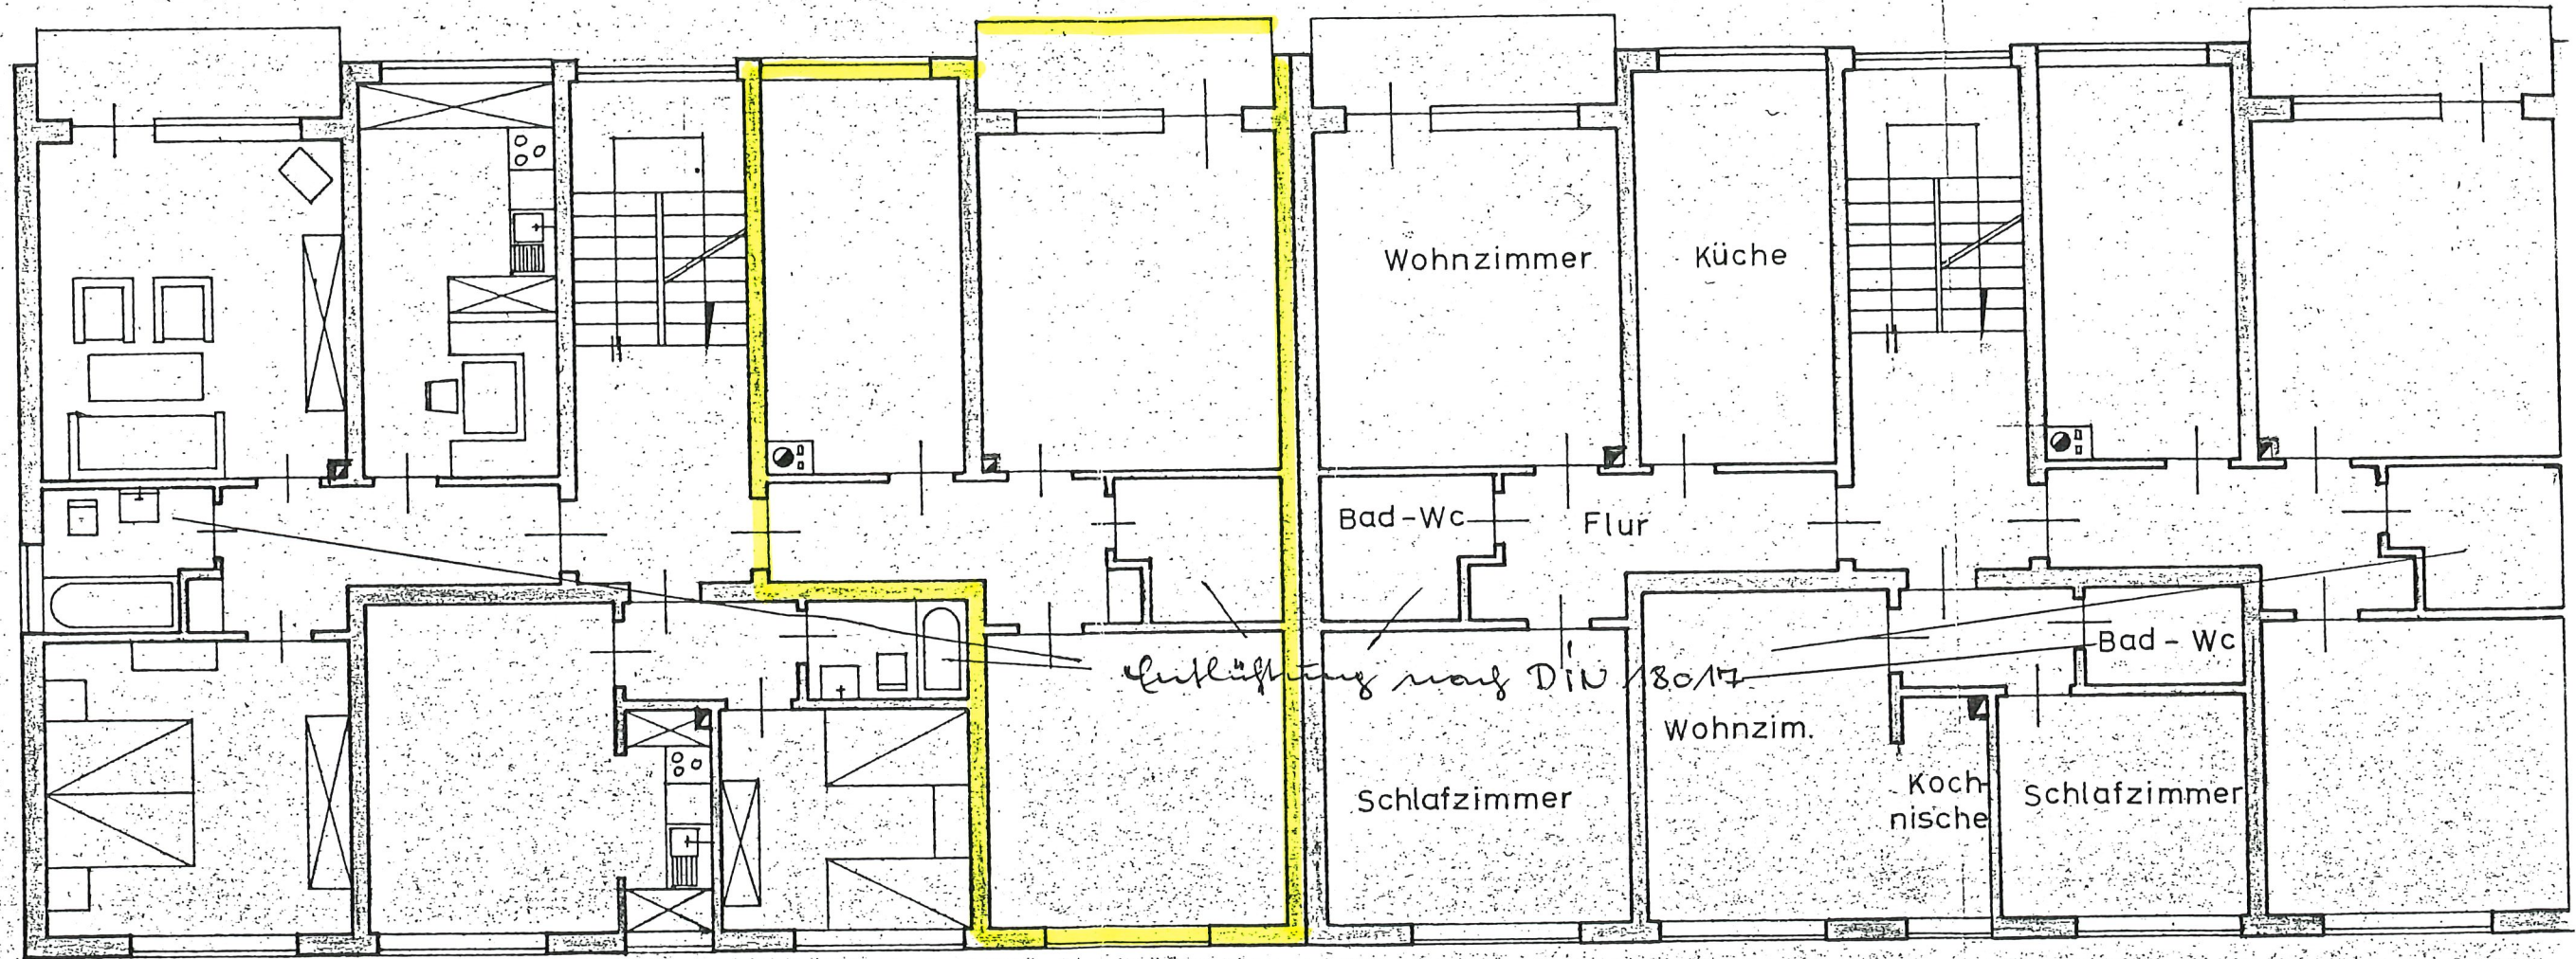 Wohnzimmer
Küche
Bad-Wc
Flur
Entlüftung nach DIN 18017
Bad - Wc
Wohnzim.
Koch-
nische
Schlafzimmer
Schlafzimmer